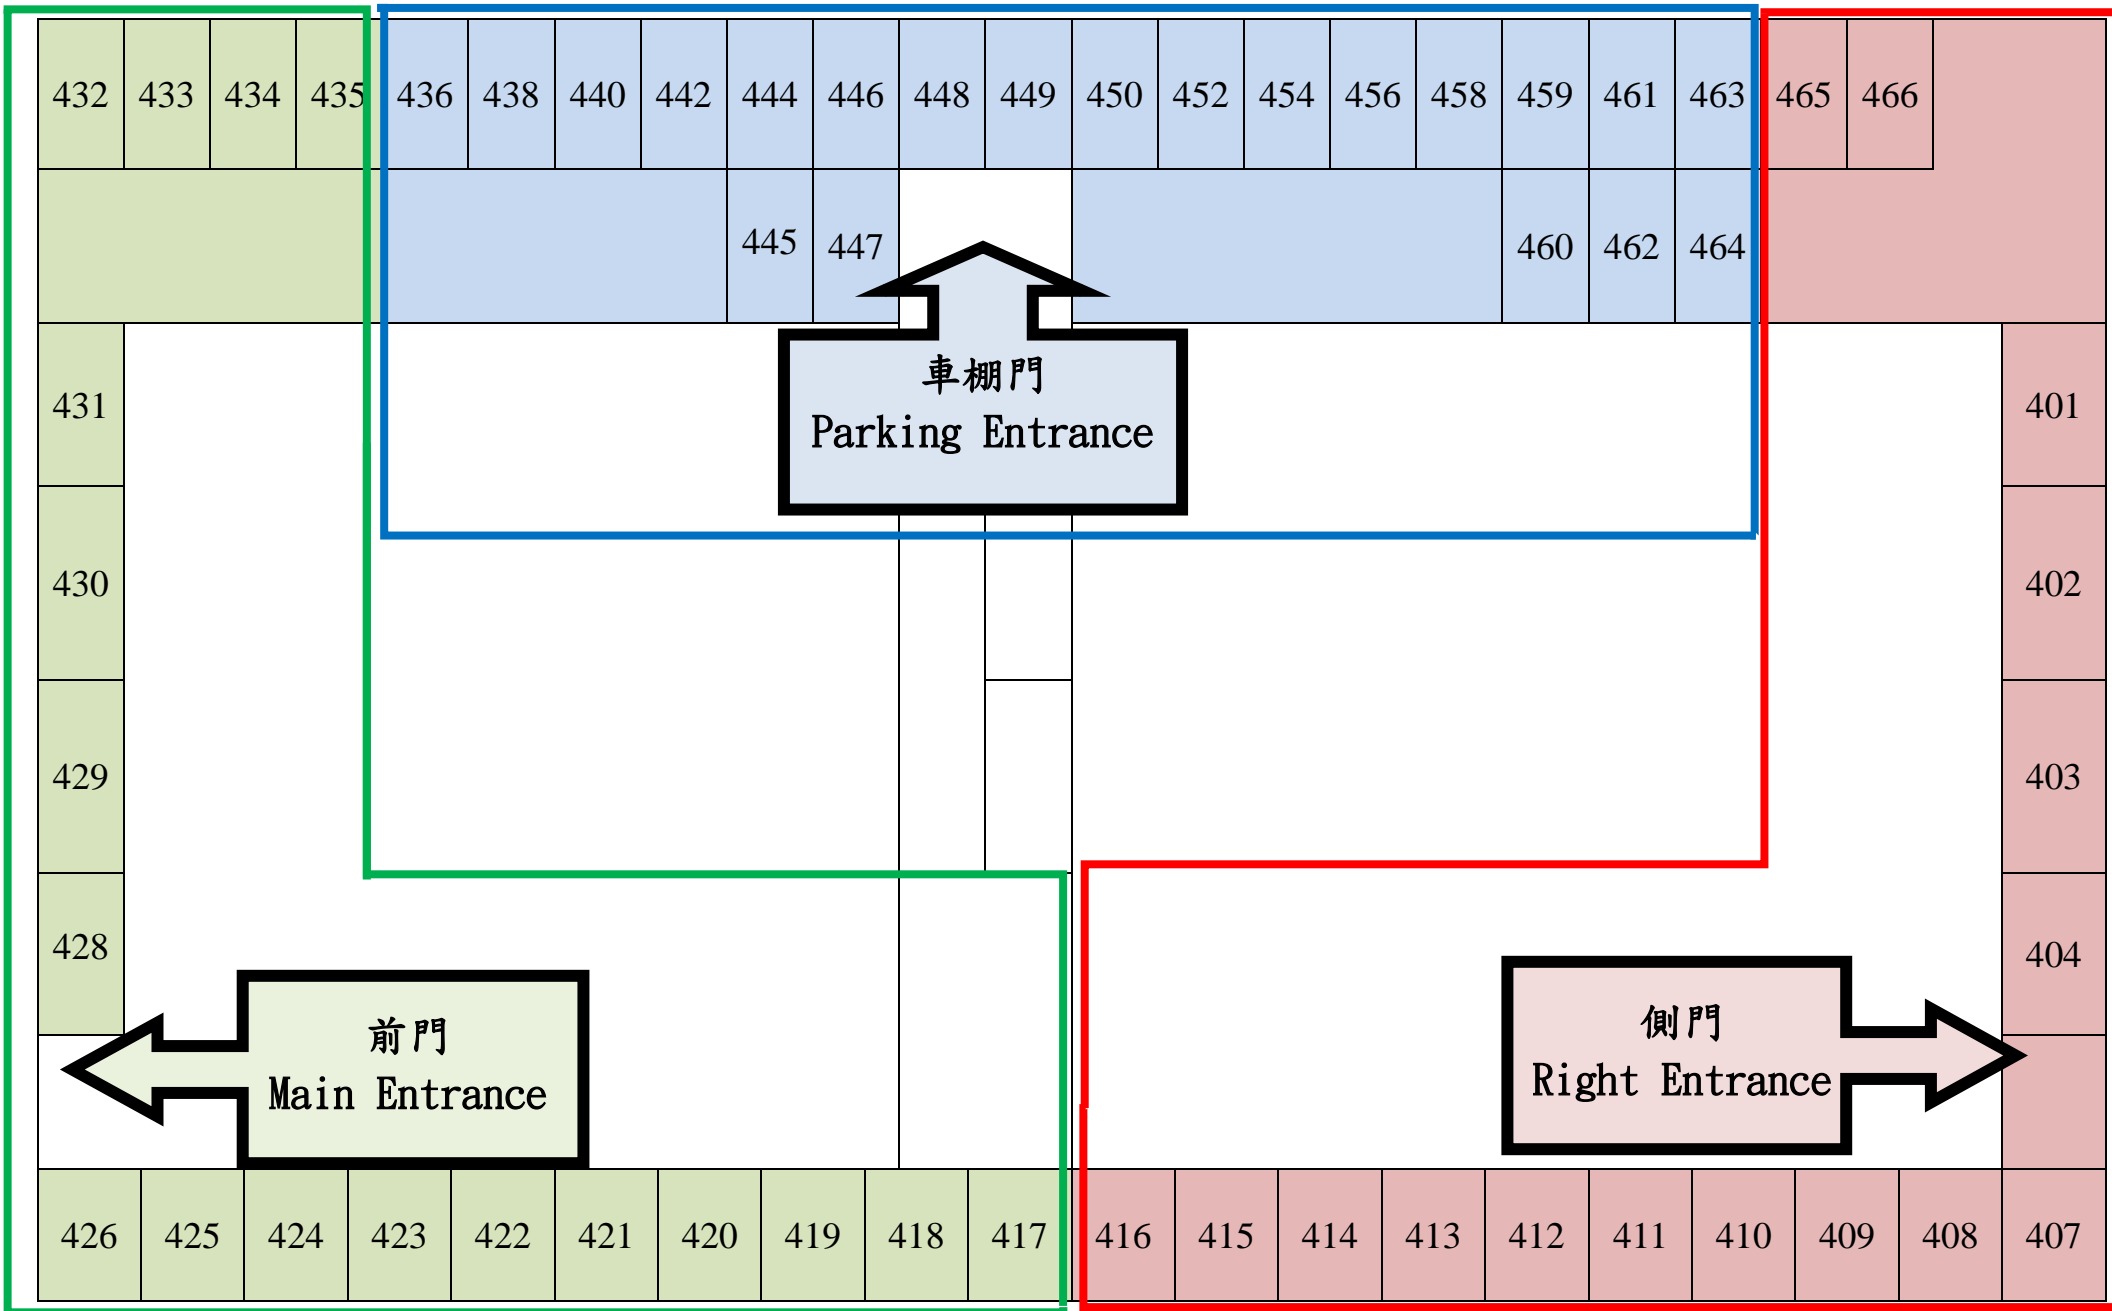 432 433 434 435 436 438 440 442 444 446 448 449 450 452 454 456 458 459 461 463 465 466
445 447 460 462 464
車棚門
Parking Entrance
431 401
430 402
429 403
428 404
前門
Main Entrance
側門
Right Entrance
426 425 424 423 422 421 420 419 418 417 416 415 414 413 412 411 410 409 408 407